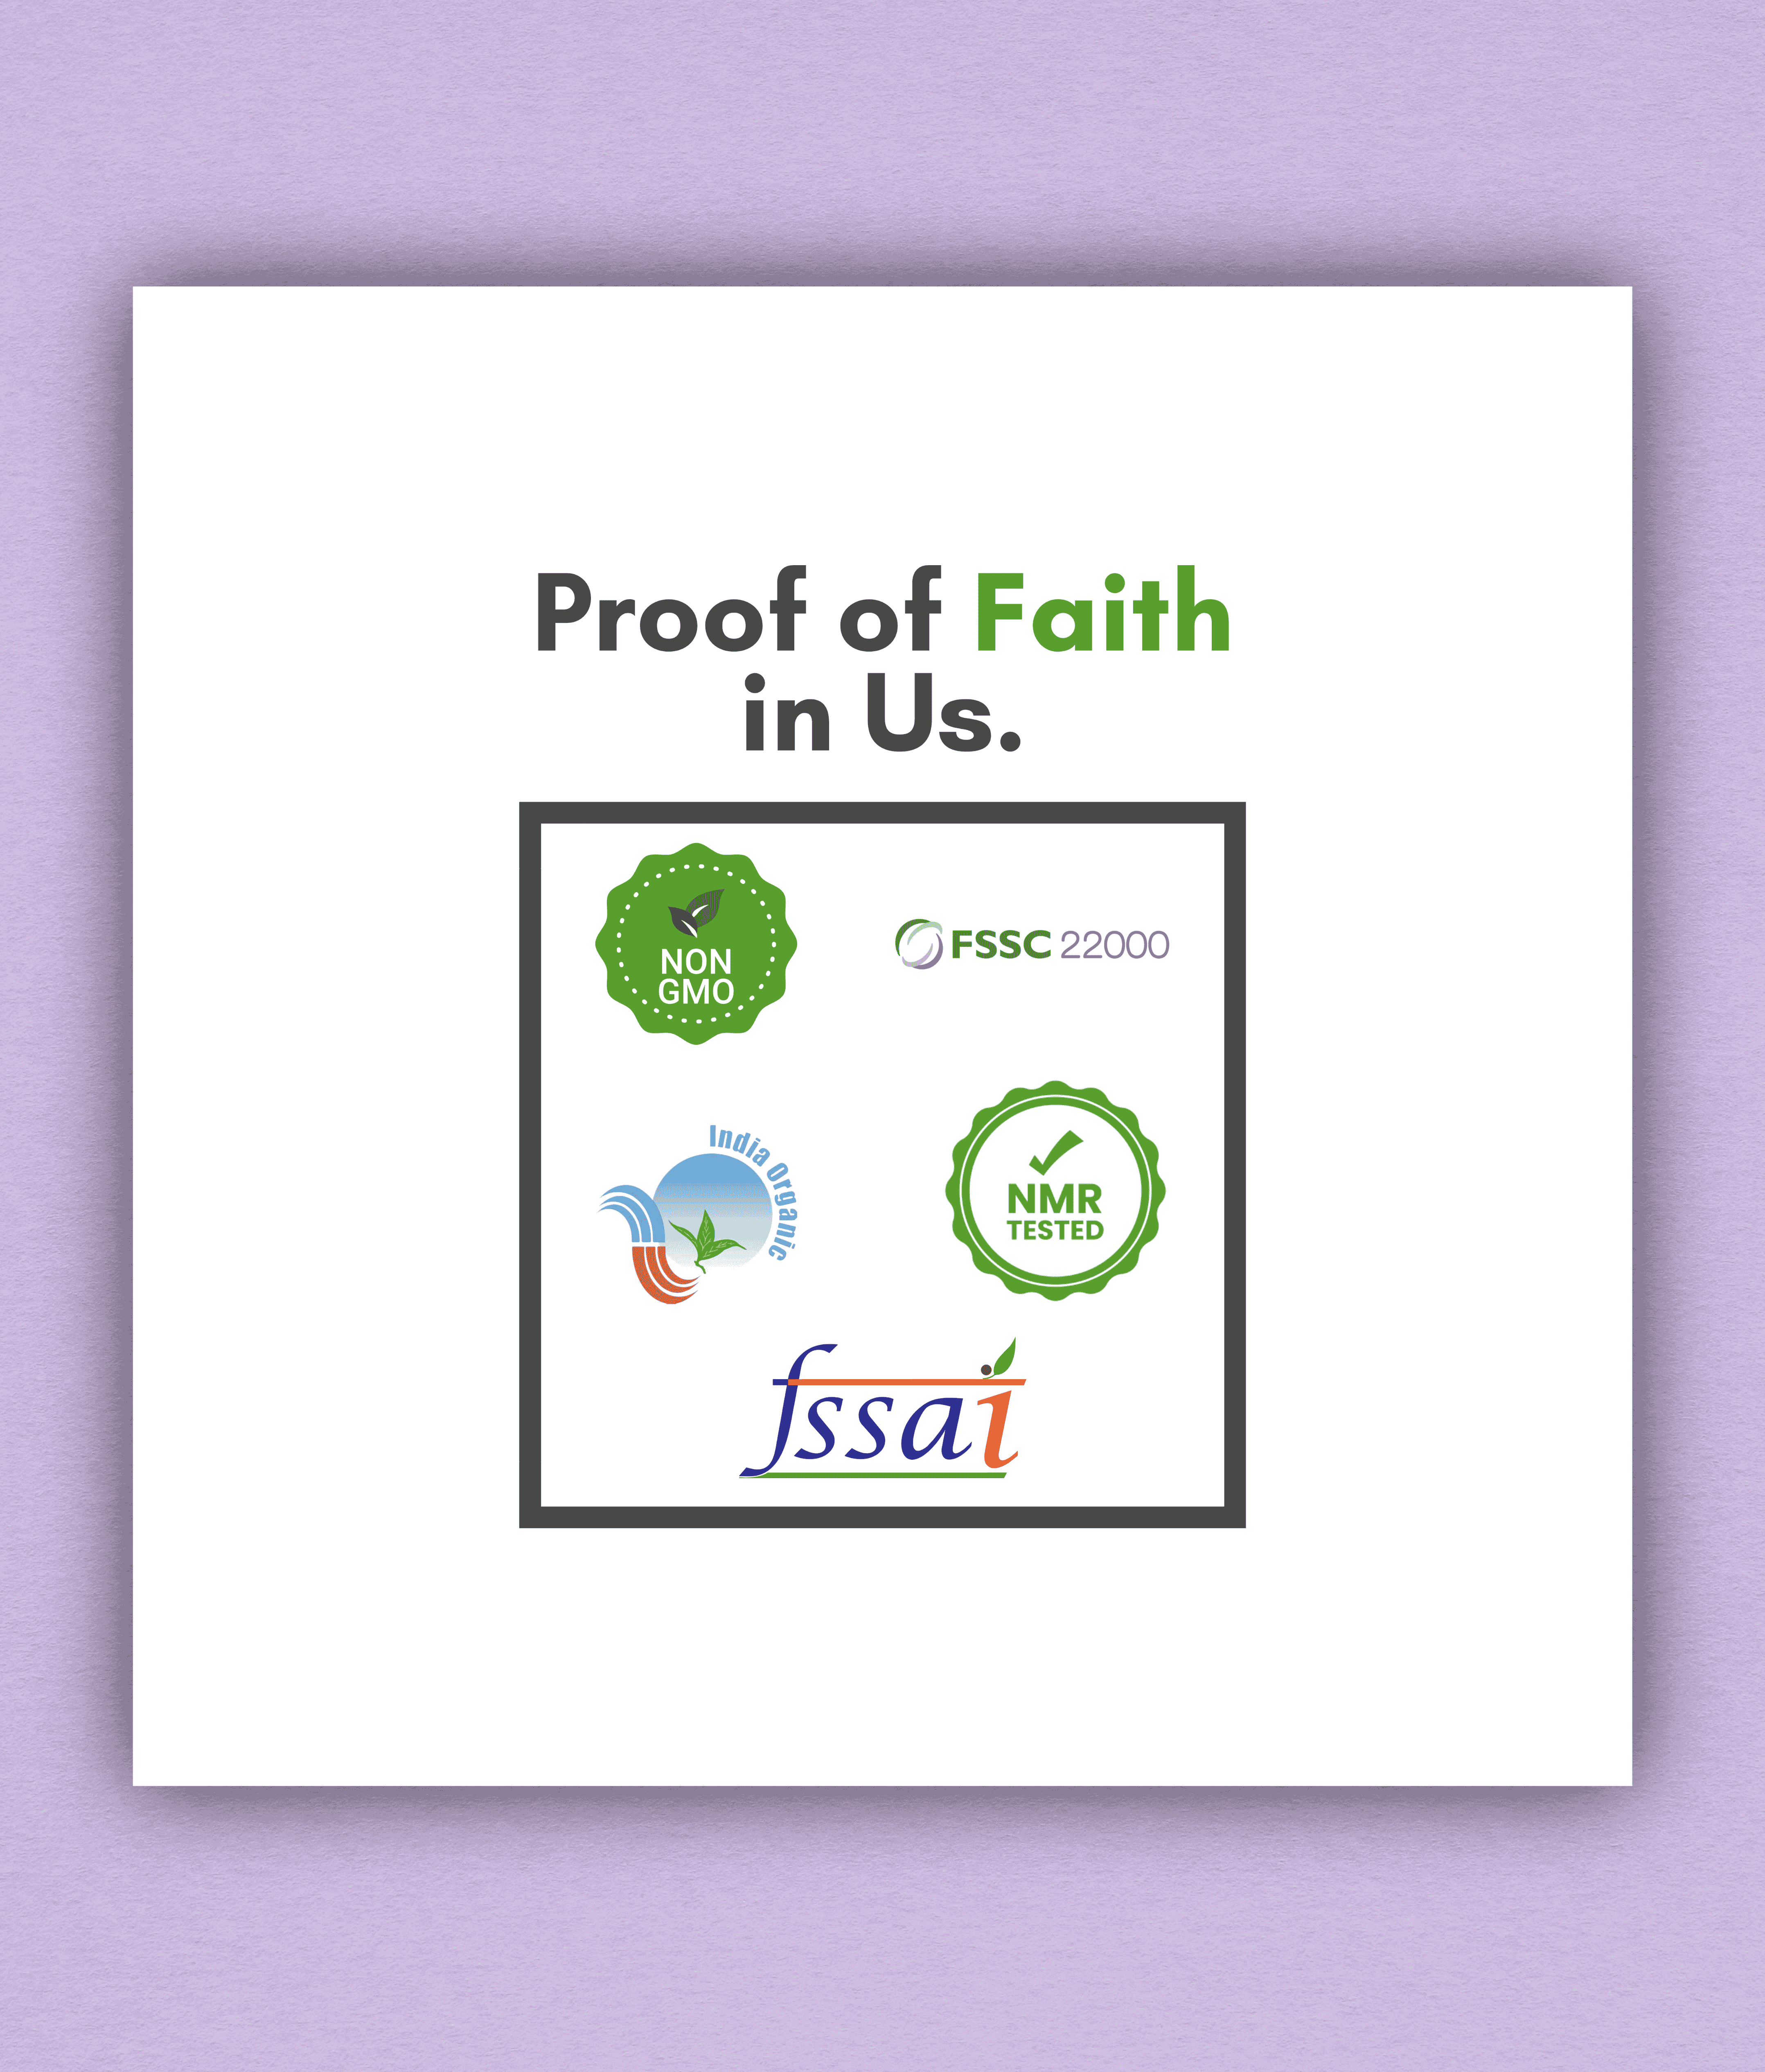 Proof of Faith
in Us.
NON
GMO
FSSC 22000
India Organic
NMR
TESTED
fssai